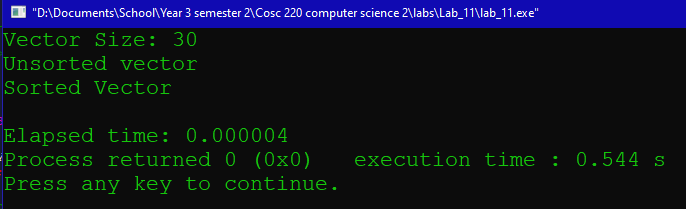 "D:\Documents\School\Year 3 semester 2\Cosc 220 computer science 2\labs\Lab_11\lab_11.exe"
Vector Size: 30
Unsorted vector
Sorted Vector
Elapsed time: 0.000004
Process returned 0 (0x0)   execution time : 0.544 s
Press any key to continue.